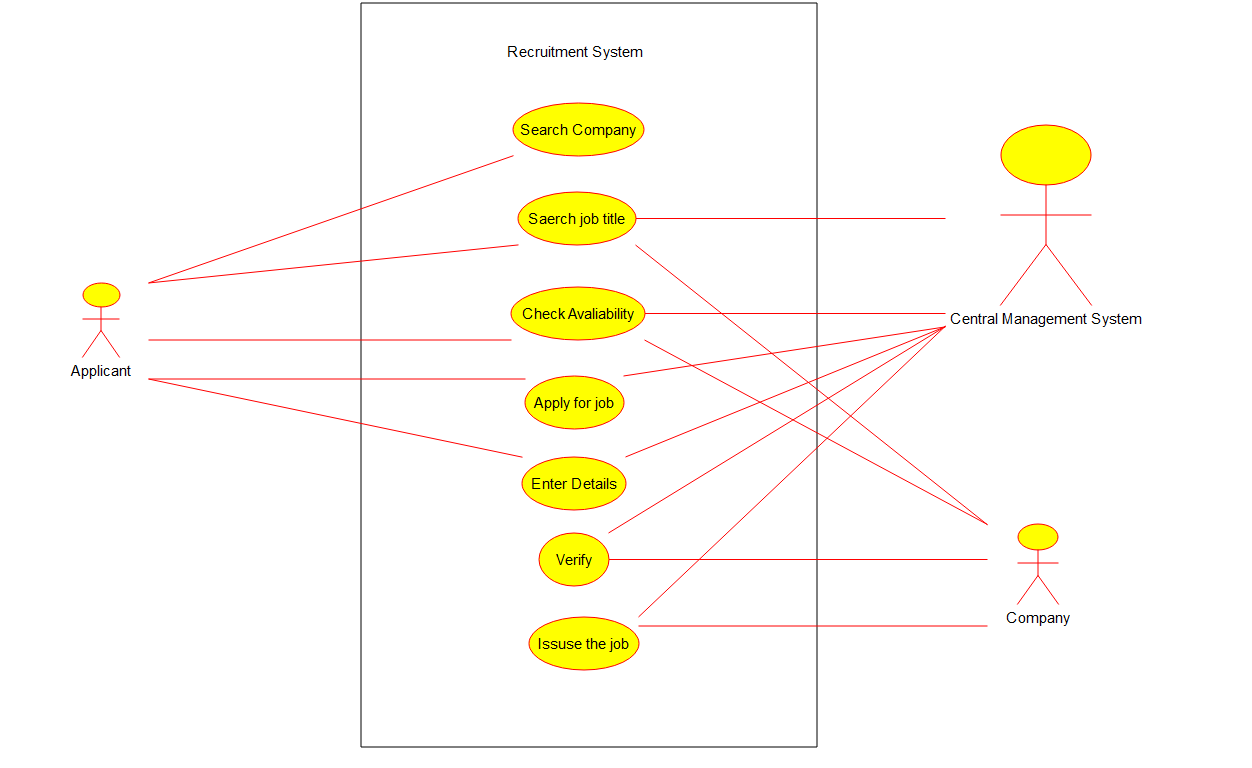 Recruitment System
Search Company
Saerch job title
Check Avaliability
Apply for job
Enter Details
Verify
Issuse the job
Applicant
Central Management System
Company